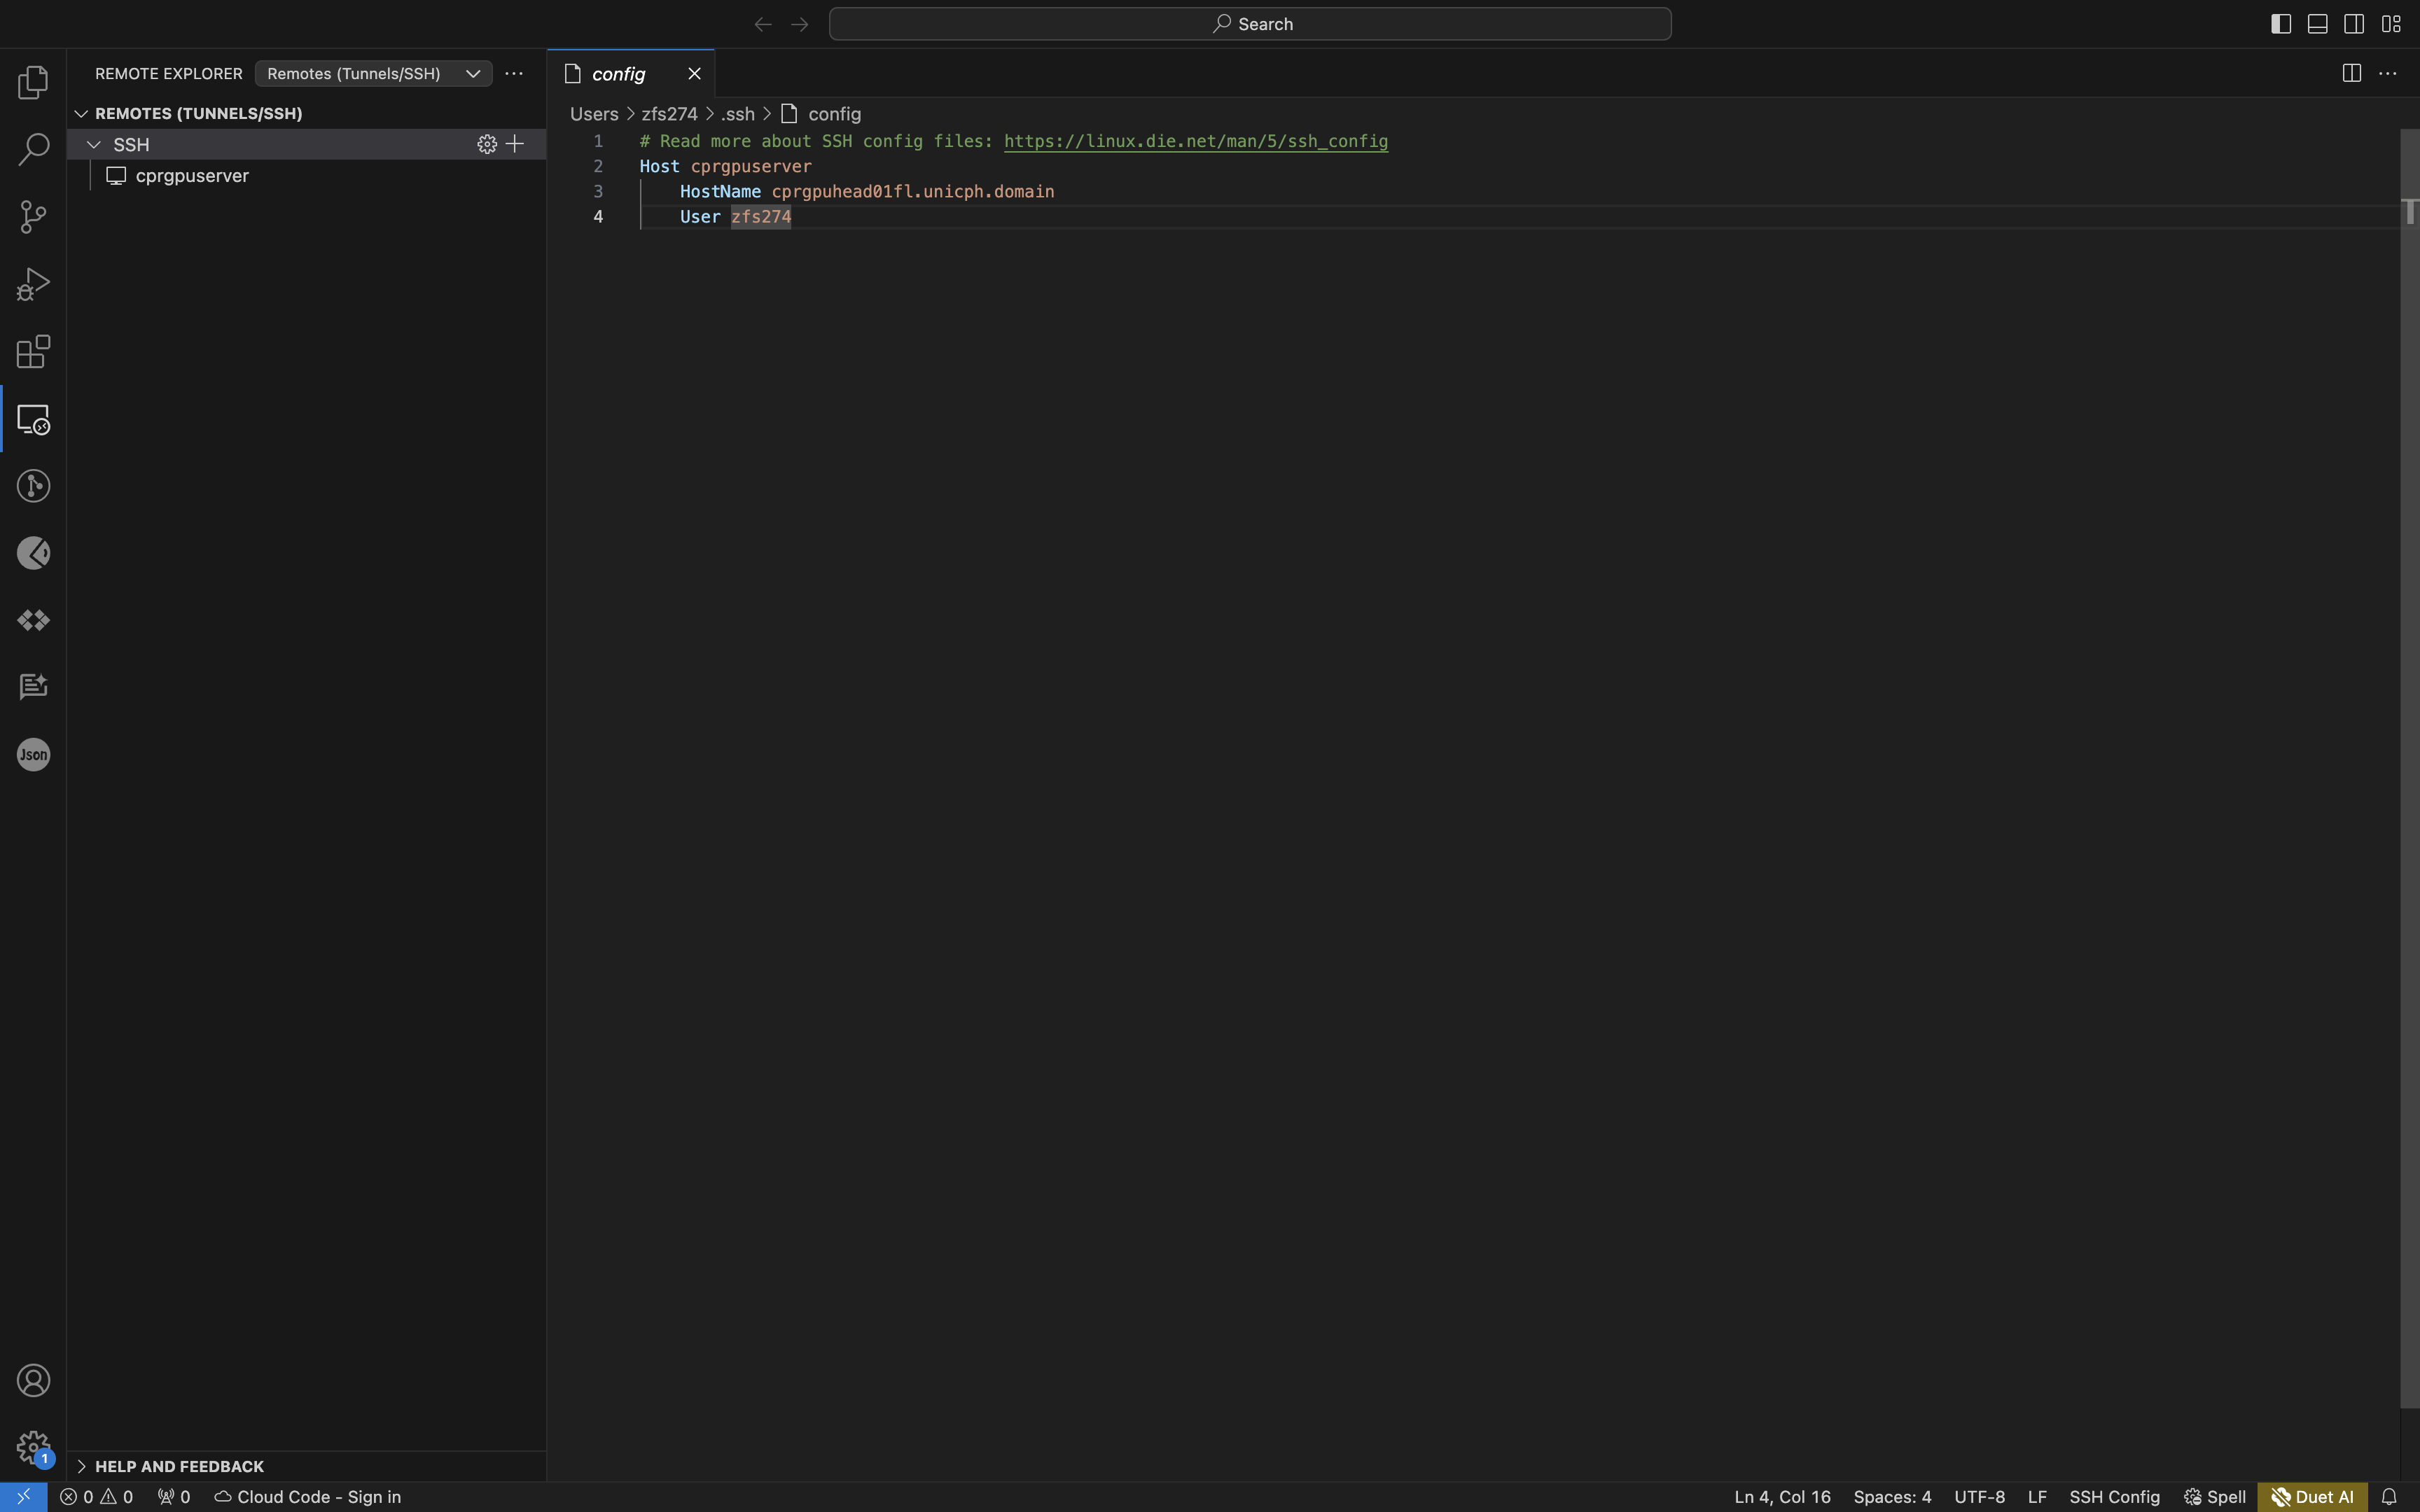 Search
REMOTE EXPLORER Remotes (Tunnels/SSH)
REMOTES (TUNNELS/SSH)
SSH
cprgpuserver
Json
1
HELP AND FEEDBACK
config
Users > zfs274 > .ssh > config
1 # Read more about SSH config files: https://linux.die.net/man/5/ssh_config
2 Host cprgpuserver
3 HostName cprgpuhead01fl.unicph.domain
4 User zfs274
0 0 0 Cloud Code - Sign in Ln 4, Col 16 Spaces: 4 UTF-8 LF SSH Config Spell Duet AI